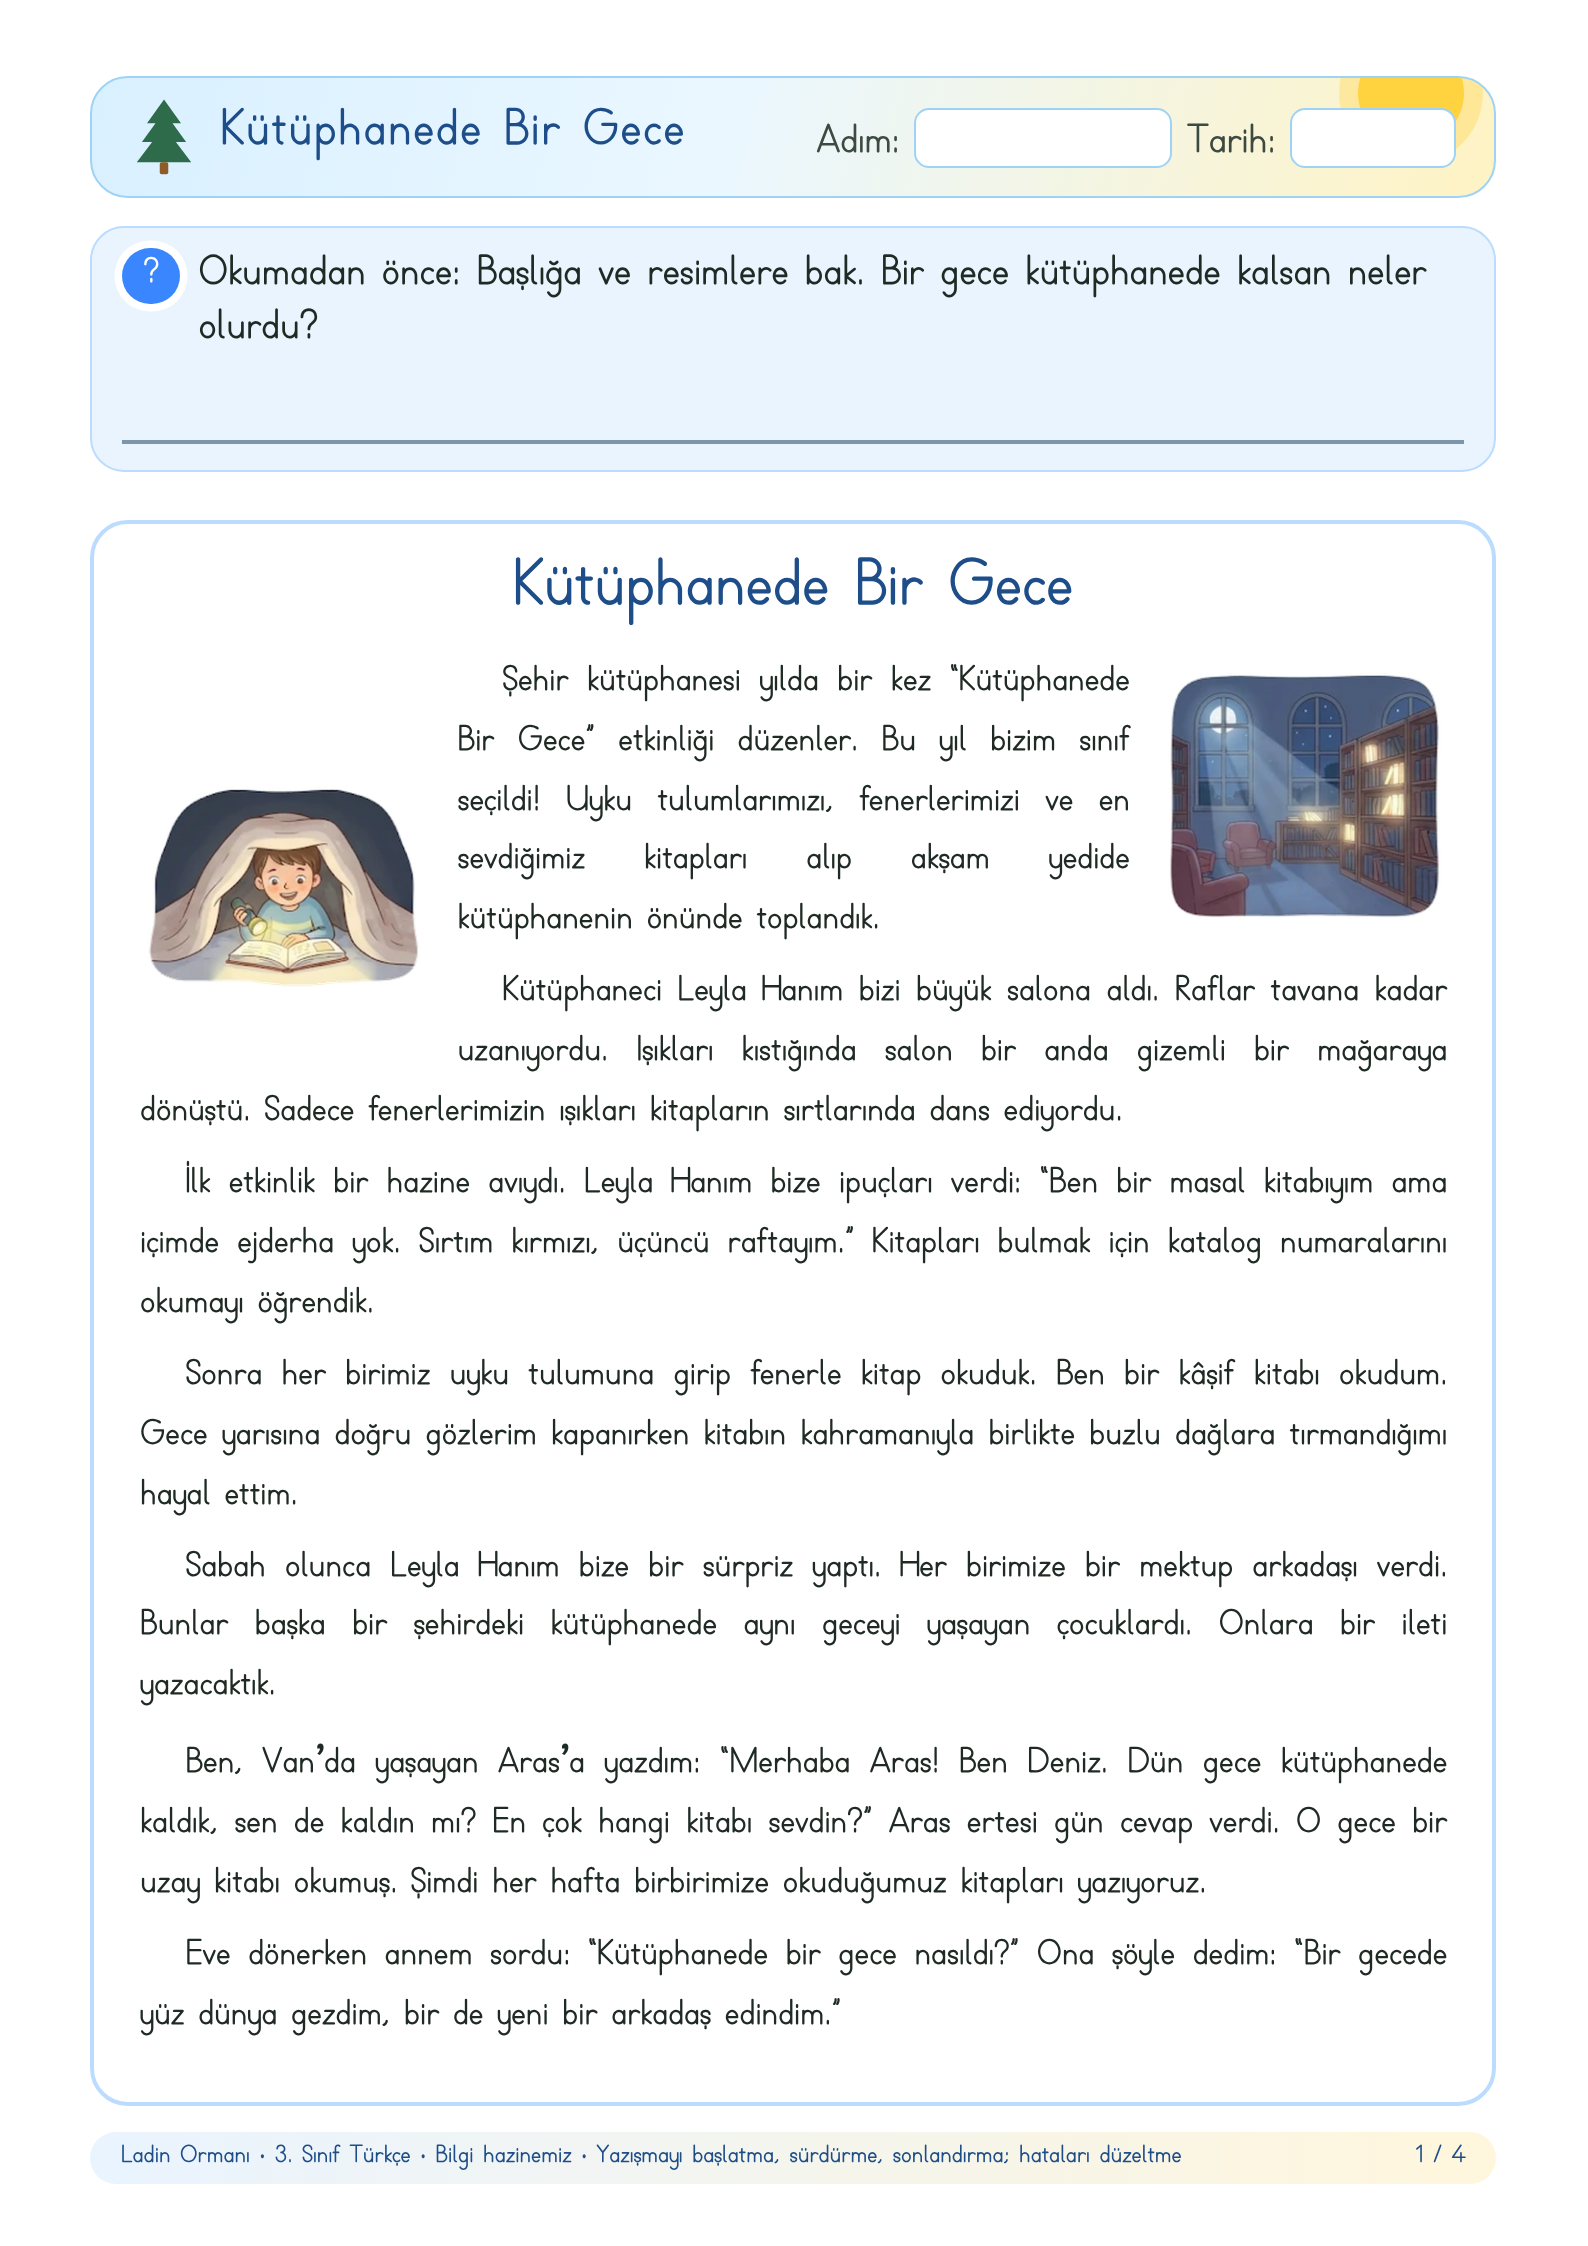 Kütüphanede Bir Gece
Adım:
Tarih:
?
Okumadan önce: Başlığa ve resimlere bak. Bir gece kütüphanede kalsan neler
olurdu?
Kütüphanede Bir Gece
Şehir kütüphanesi yılda bir kez “Kütüphanede
Bir Gece” etkinliği düzenler. Bu yıl bizim sınıf
seçildi! Uyku tulumlarımızı, fenerlerimizi ve en
sevdiğimiz kitapları alıp akşam yedide
kütüphanenin önünde toplandık.
Kütüphaneci Leyla Hanım bizi büyük salona aldı. Raflar tavana kadar
uzanıyordu. Işıkları kıstığında salon bir anda gizemli bir mağaraya
dönüştü. Sadece fenerlerimizin ışıkları kitapların sırtlarında dans ediyordu.
İlk etkinlik bir hazine avıydı. Leyla Hanım bize ipuçları verdi: “Ben bir masal kitabıyım ama
içimde ejderha yok. Sırtım kırmızı, üçüncü raftayım.” Kitapları bulmak için katalog numaralarını
okumayı öğrendik.
Sonra her birimiz uyku tulumuna girip fenerle kitap okuduk. Ben bir kâşif kitabı okudum.
Gece yarısına doğru gözlerim kapanırken kitabın kahramanıyla birlikte buzlu dağlara tırmandığımı
hayal ettim.
Sabah olunca Leyla Hanım bize bir sürpriz yaptı. Her birimize bir mektup arkadaşı verdi.
Bunlar başka bir şehirdeki kütüphanede aynı geceyi yaşayan çocuklardı. Onlara bir ileti
yazacaktık.
Ben, Van’da yaşayan Aras’a yazdım: “Merhaba Aras! Ben Deniz. Dün gece kütüphanede
kaldık, sen de kaldın mı? En çok hangi kitabı sevdin?” Aras ertesi gün cevap verdi. O gece bir
uzay kitabı okumuş. Şimdi her hafta birbirimize okuduğumuz kitapları yazıyoruz.
Eve dönerken annem sordu: “Kütüphanede bir gece nasıldı?” Ona şöyle dedim: “Bir gecede
yüz dünya gezdim, bir de yeni bir arkadaş edindim.”
Ladin Ormanı • 3. Sınıf Türkçe • Bilgi hazinemiz • Yazışmayı başlatma, sürdürme, sonlandırma; hataları düzeltme
1 / 4